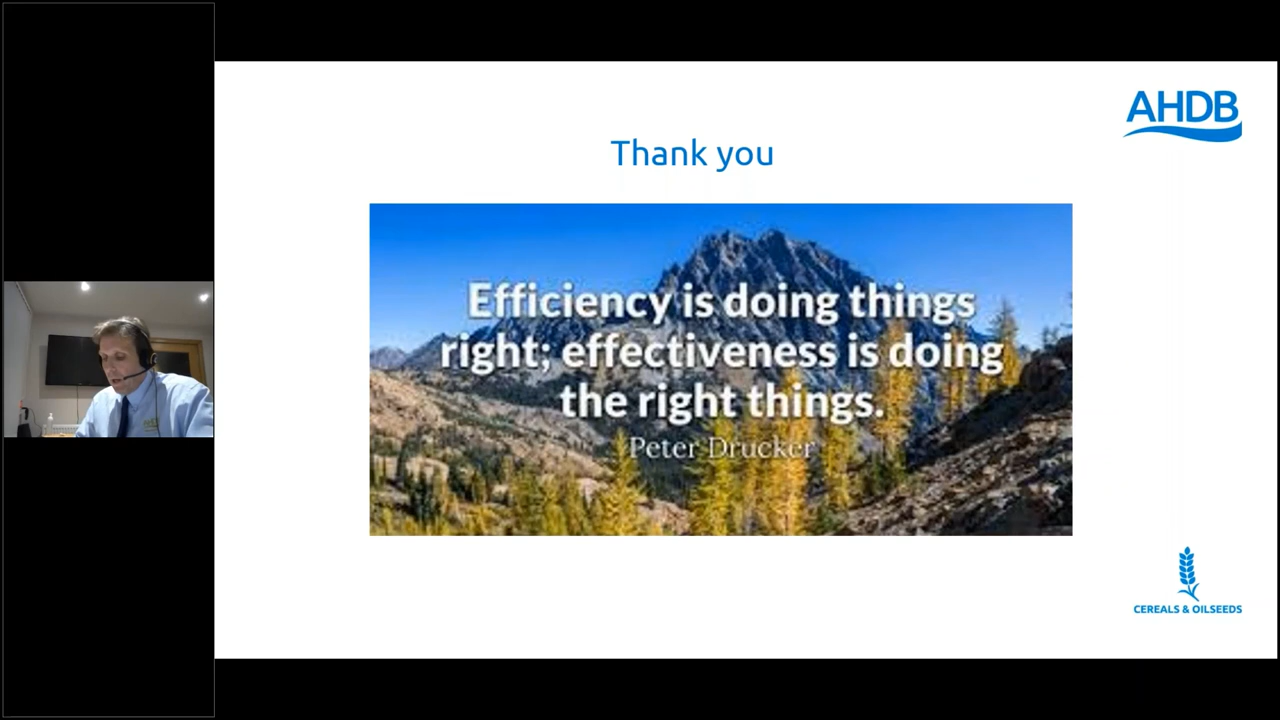 AHDB
Thank you
Efficiency is doing things
right; effectiveness is doing
the right things.
Peter Drucker
CEREALS & OILSEEDS